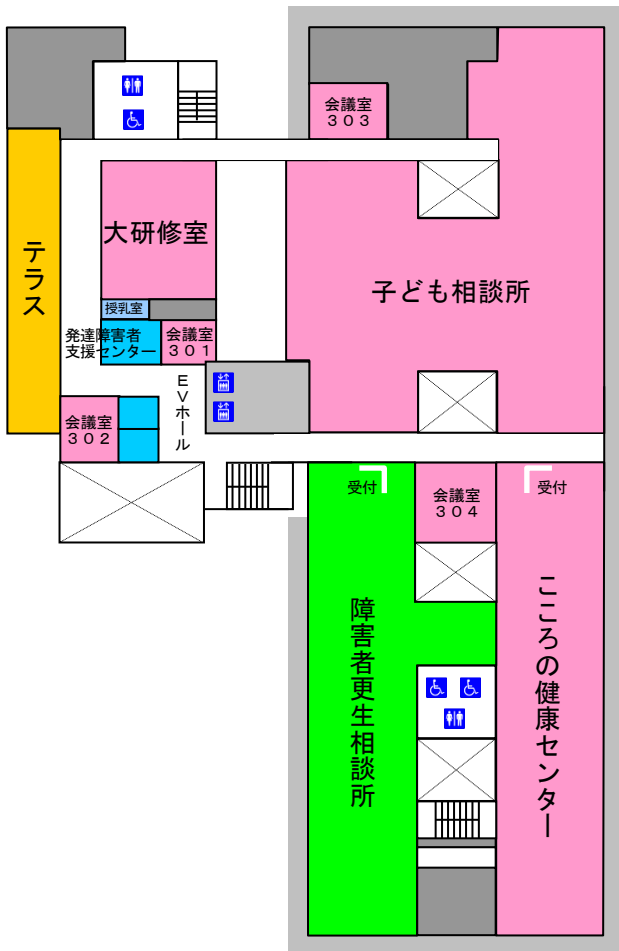 会議室
３０３
大研修室
テラス
子ども相談所
授乳室
発達障害者
支援センター
会議室
３０１
ＥＶホール
会議室
３０２
受付
会議室
３０４
受付
障害者更生相談所
こころの健康センター